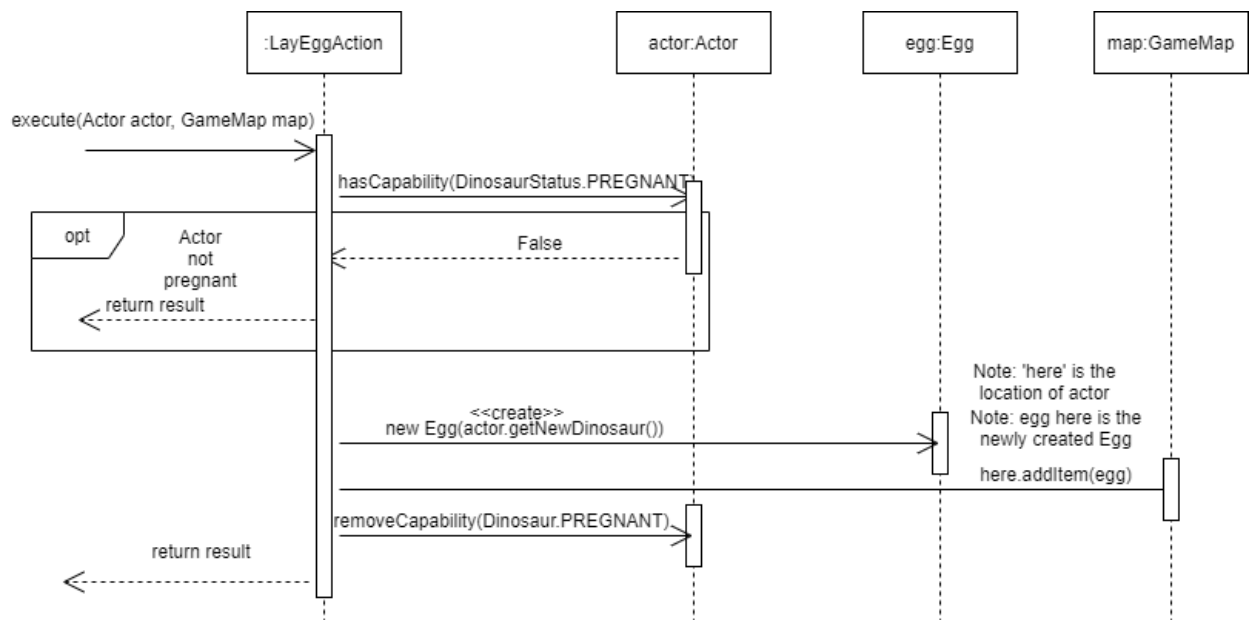 :LayEggAction
actor:Actor
egg:Egg
map:GameMap
execute(Actor actor, GameMap map)
hasCapability(DinosaurStatus.PREGNANT)
opt
Actor
not
pregnant
False
return result
Note: 'here' is the
location of actor
Note: egg here is the
newly created Egg
<<create>>
new Egg(actor.getNewDinosaur())
here.addItem(egg)
removeCapability(Dinosaur.PREGNANT)
return result